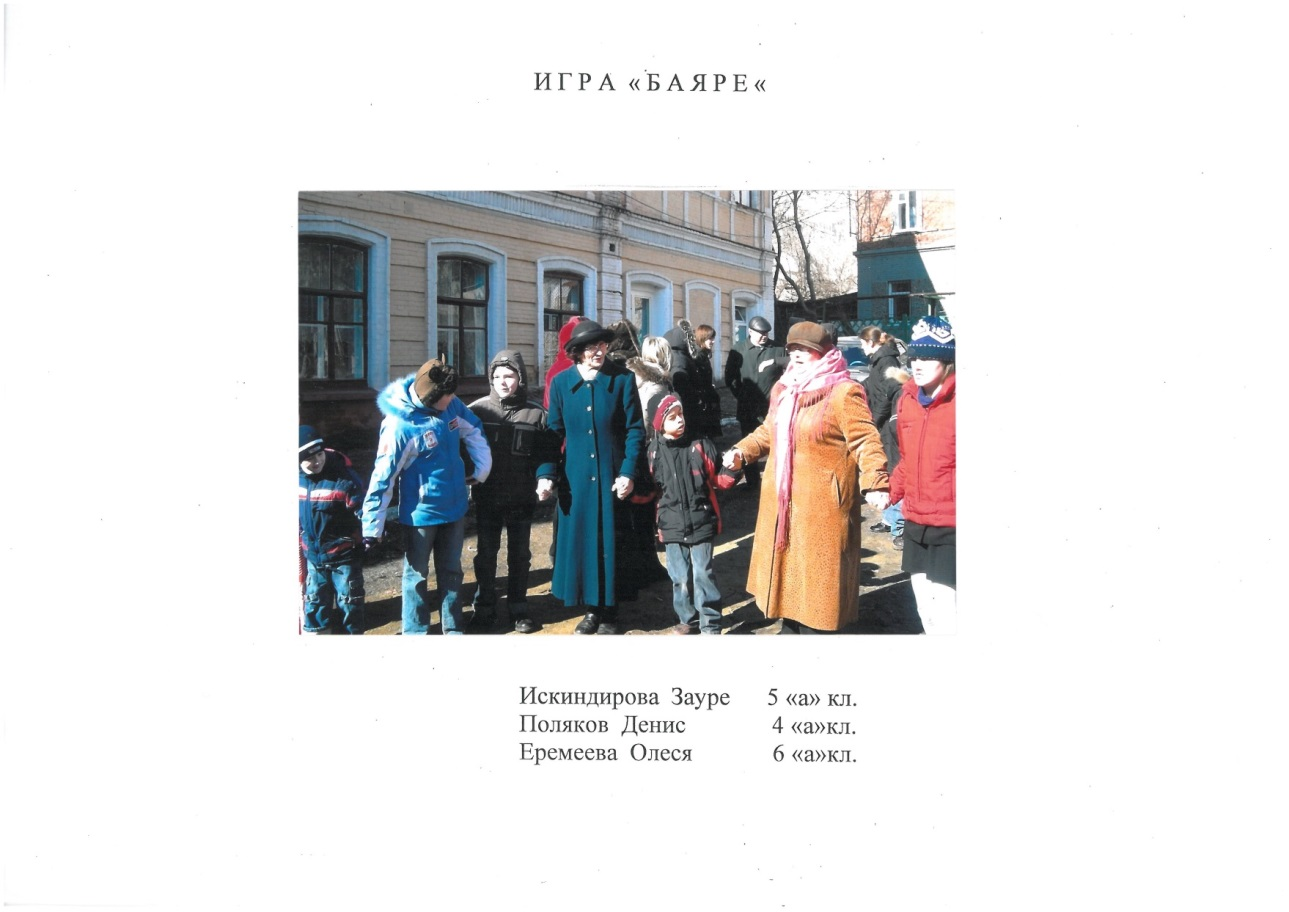 ИГРА «БАЯРЕ“
Искиндирова Зауре 5 «а» кл.
Поляков Денис 4 «а»кл.
Еремеева Олеся 6 «а»кл.